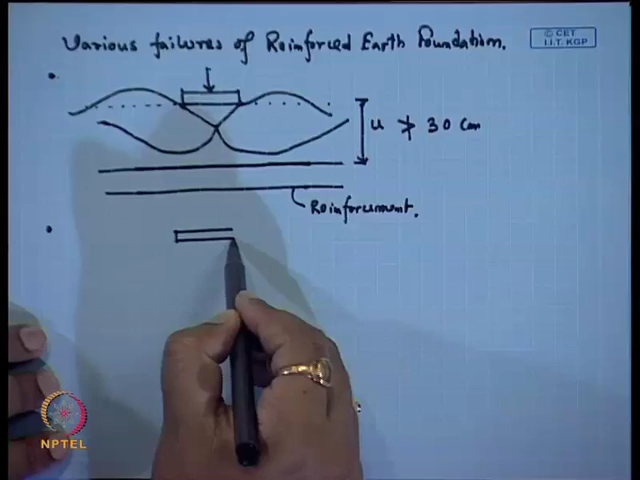 Various failures of Reinforced Earth Foundation.
© CET
I.I.T. KGP
u ≯ 30 cm
Reinforcement.
NPTEL